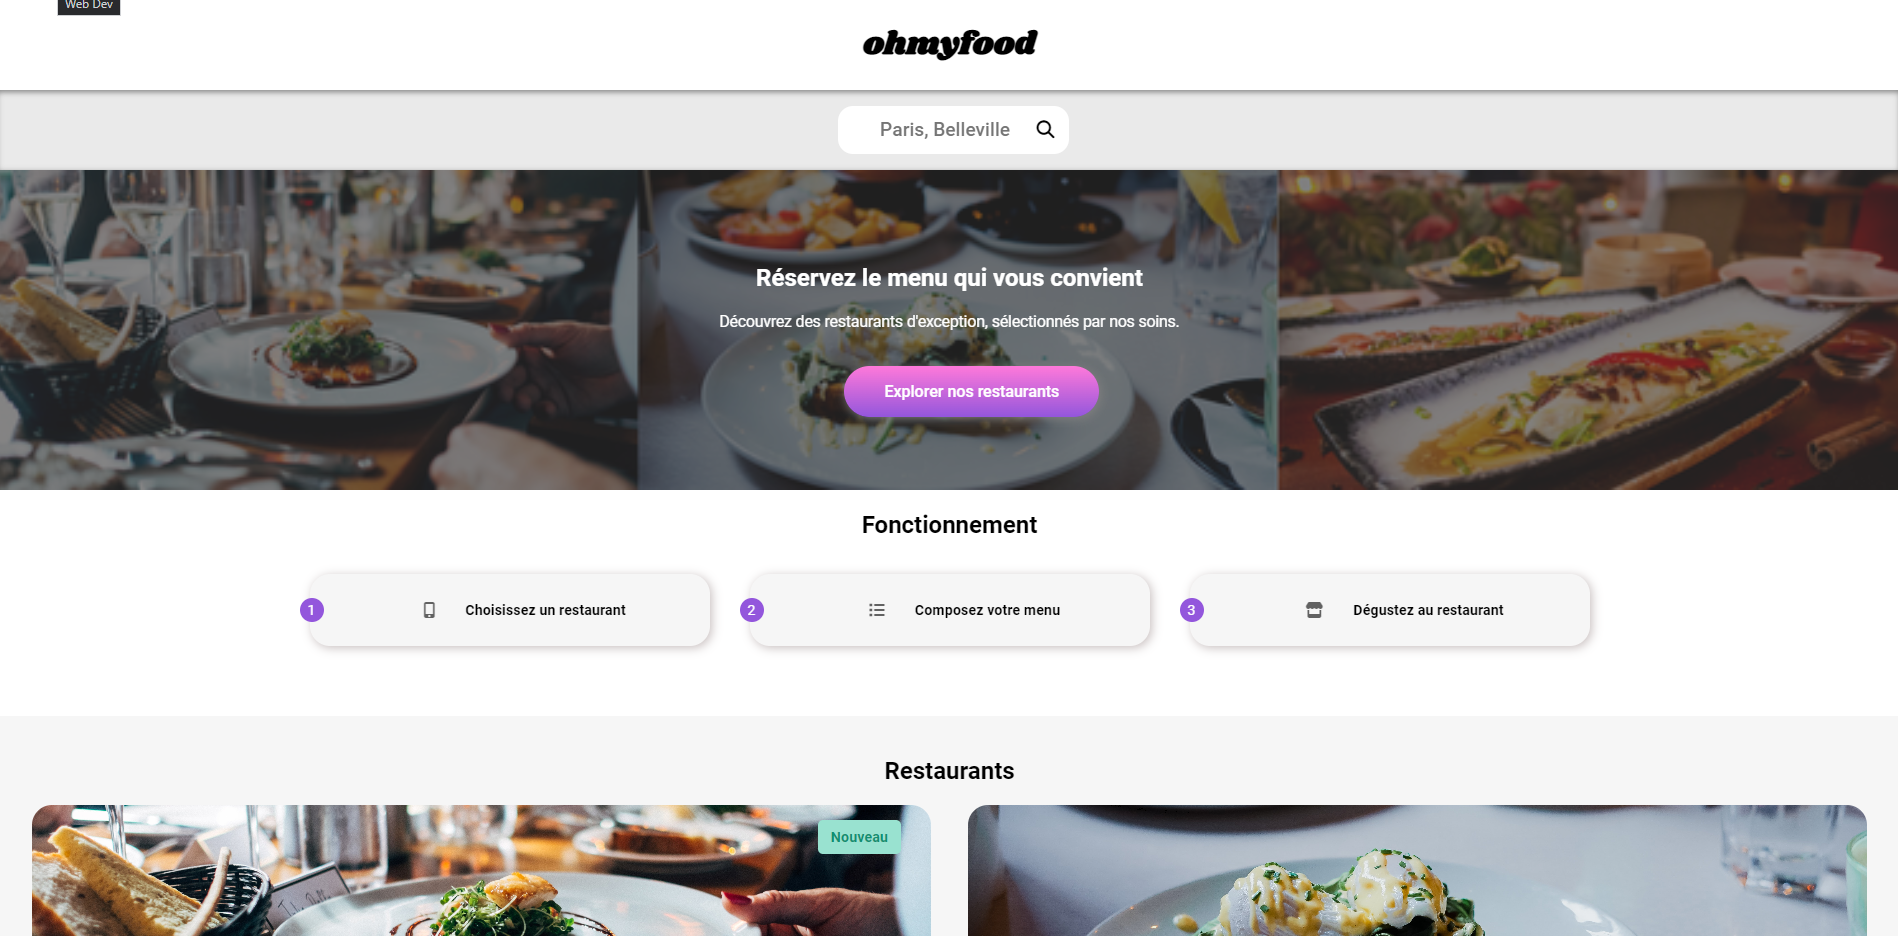 Web Dev
ohmyfood
Paris, Belleville
Réservez le menu qui vous convient
Découvrez des restaurants d'exception, sélectionnés par nos soins.
Explorer nos restaurants
Fonctionnement
1 Choisissez un restaurant
2 Composez votre menu
3 Dégustez au restaurant
Restaurants
Nouveau